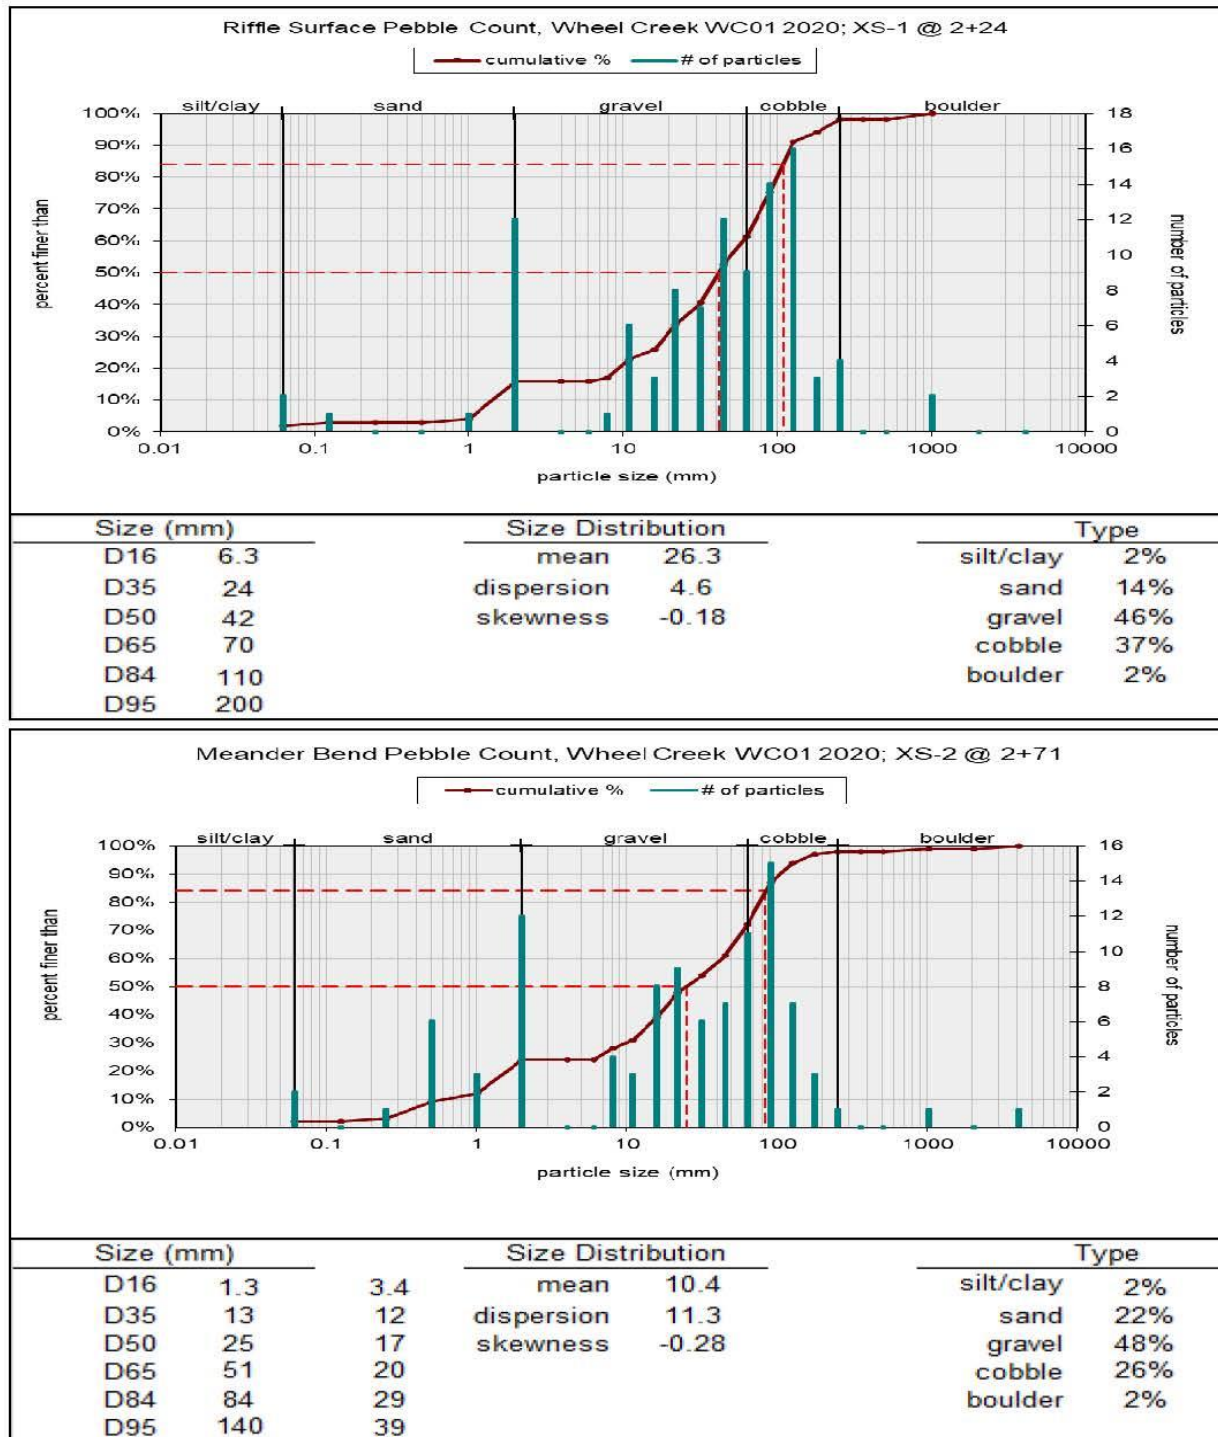 Riffle Surface Pebble Count, Wheel Creek WC01 2020; XS-1 @ 2+24
cumulative % # of particles
silt/clay sand gravel cobble boulder
100% 18
90% 16
80% 14
70% 12
60% 10
50% 8
40% 6
30% 4
20% 2
10% 0
0%
percent finer than
number of particles
0.01 0.1 1 10 100 1000 10000
particle size (mm)
Size (mm) Size Distribution Type
D16 6.3 mean 26.3 silt/clay 2%
D35 24 dispersion 4.6 sand 14%
D50 42 skewness -0.18 gravel 46%
D65 70 cobble 37%
D84 110 boulder 2%
D95 200
Meander Bend Pebble Count, Wheel Creek WC01 2020; XS-2 @ 2+71
cumulative % # of particles
silt/clay sand gravel cobble boulder
100% 16
90% 14
80% 12
70% 10
60% 8
50% 6
40% 4
30% 2
20% 0
10%
0%
percent finer than
number of particles
0.01 0.1 1 10 100 1000 10000
particle size (mm)
Size (mm) Size Distribution Type
D16 1.3 3.4 mean 10.4 silt/clay 2%
D35 13 12 dispersion 11.3 sand 22%
D50 25 17 skewness -0.28 gravel 48%
D65 51 20 cobble 26%
D84 84 29 boulder 2%
D95 140 39